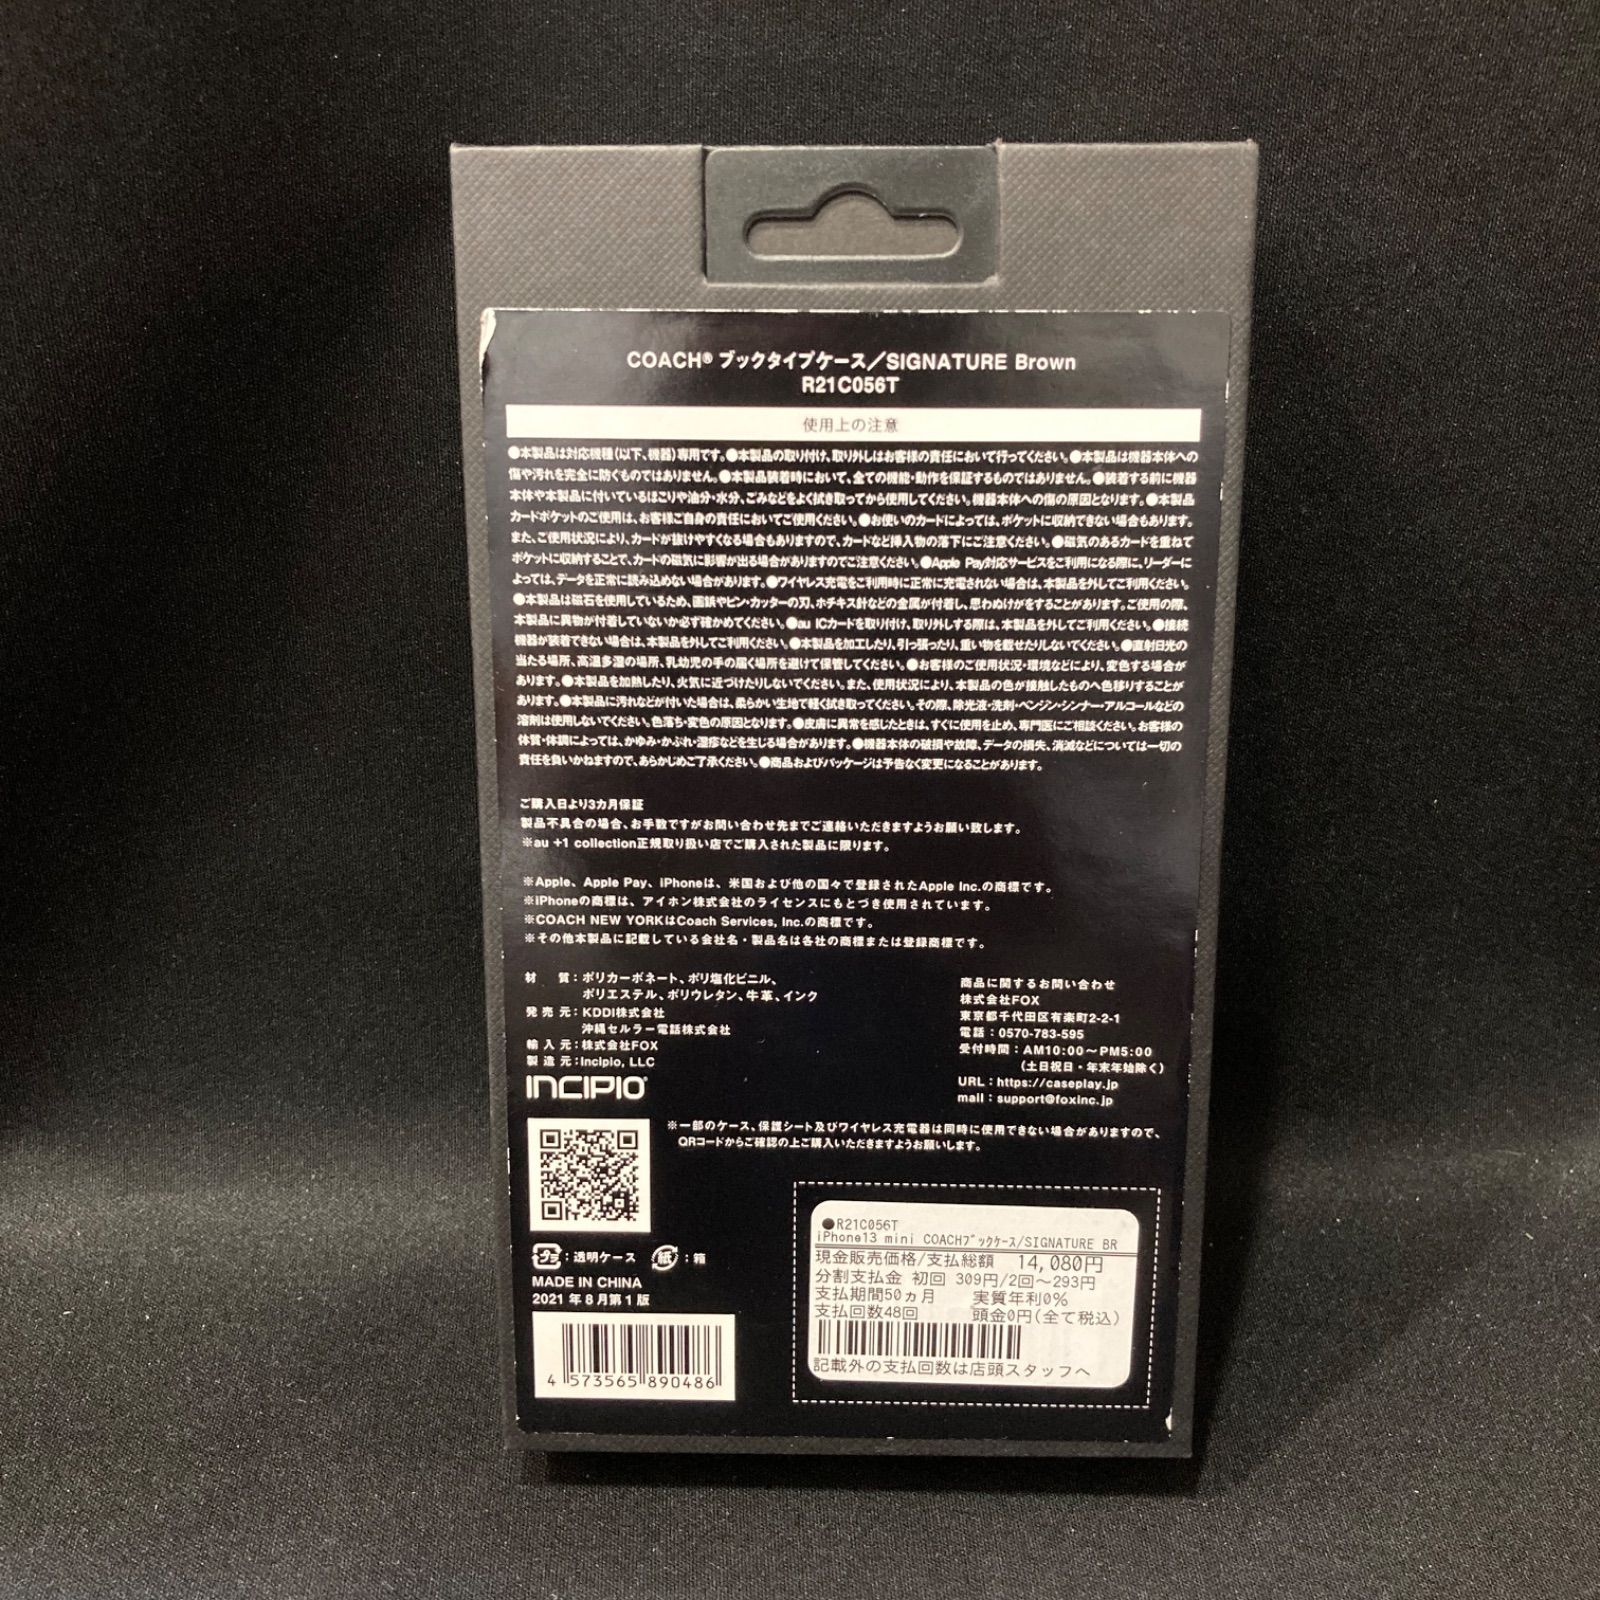 COACH® ブックタイプケース／SIGNATURE Brown
R21C056T
使用上の注意
●本製品は対応機種(以下、機器)専用です。●本製品の取り付け、取り外しはお客様の責任において行ってください。●本製品は機器本体への
傷や汚れを完全に防ぐものではありません。●本製品装着時において、全ての機能・動作を保証するものではありません。●装着する前に機器
本体や本製品に付いているほこりや油分・水分、ごみなどをよく拭き取ってから使用してください。機器本体への傷の原因となります。●本製品
カードポケットのご使用は、お客様ご自身の責任においてご使用ください。●お使いのカードによっては、ポケットに収納できない場合もあります。
また、ご使用状況により、カードが抜けやすくなる場合もありますので、カードなど挿入物の落下にご注意ください。●磁気のあるカードを重ねて
ポケットに収納することで、カードの磁気に影響が出る場合がありますのでご注意ください。●Apple Pay対応サービスをご利用になる際に、リーダーに
よっては、データを正常に読み込めない場合があります。●ワイヤレス充電をご利用時に正常に充電されない場合は、本製品を外してご利用ください。
●本製品は磁石を使用しているため、画鋲やピン・カッターの刃、ホチキス針などの金属が付着し、思わぬけがをすることがあります。ご使用の際、
本製品に異物が付着していないか必ず確かめてください。●au ICカードを取り付け、取り外しする際は、本製品を外してご利用ください。●接続
機器が装着できない場合は、本製品を外してご利用ください。●本製品を加工したり、引っ張ったり、重い物を載せたりしないでください。●直射日光の
当たる場所、高温多湿の場所、乳幼児の手の届く場所を避けて保管してください。●お客様のご使用状況・環境などにより、変色する場合が
あります。●本製品を加熱したり、火気に近づけたりしないでください。また、使用状況により、本製品の色が接触したものへ色移りすることが
あります。●本製品に汚れなどが付いた場合は、柔らかい生地で軽く拭き取ってください。その際、除光液・洗剤・ベンジン・シンナー・アルコールなどの
溶剤は使用しないでください。色落ち・変色の原因となります。●皮膚に異常を感じたときは、すぐに使用を止め、専門医にご相談ください。お客様の
体質・体調によっては、かゆみ・かぶれ・湿疹などを生じる場合があります。●機器本体の破損や故障、データの損失、消滅などについては一切の
責任を負いかねますので、あらかじめご了承ください。●商品およびパッケージは予告なく変更になることがあります。
ご購入日より3カ月保証
製品不具合の場合、お手数ですがお問い合わせ先までご連絡いただきますようお願い致します。
※au +1 collection正規取り扱い店でご購入された製品に限ります。
※Apple、Apple Pay、iPhoneは、米国および他の国々で登録されたApple Inc.の商標です。
※iPhoneの商標は、アイホン株式会社のライセンスにもとづき使用されています。
※COACH NEW YORKはCoach Services, Inc.の商標です。
※その他本製品に記載している会社名・製品名は各社の商標または登録商標です。
材　質：ポリカーボネート、ポリ塩化ビニル、
ポリエステル、ポリウレタン、牛革、インク
発売元：KDDI株式会社
沖縄セルラー電話株式会社
輸入元：株式会社FOX
製造元：Incipio, LLC
INCIPIO®
商品に関するお問い合わせ
株式会社FOX
東京都千代田区有楽町2-2-1
電話：0570-783-595
受付時間：AM10:00～PM5:00
(土日祝日・年末年始除く)
URL：https://caseplay.jp
mail：support@foxinc.jp
※一部のケース、保護シート及びワイヤレス充電器は同時に使用できない場合がありますので、
QRコードからご確認の上ご購入いただきますようお願いします。
プラ：透明ケース 紙：箱
MADE IN CHINA
2021年8月第1版
4 573565 890486
●R21C056T
iPhone13 mini COACHﾌﾞｯｸｹｰｽ/SIGNATURE BR
現金販売価格/支払総額 14,080円
分割支払金 初回 309円/2回～293円
支払期間50ヵ月 実質年利0%
支払回数48回 頭金0円(全て税込)
記載外の支払回数は店頭スタッフへ